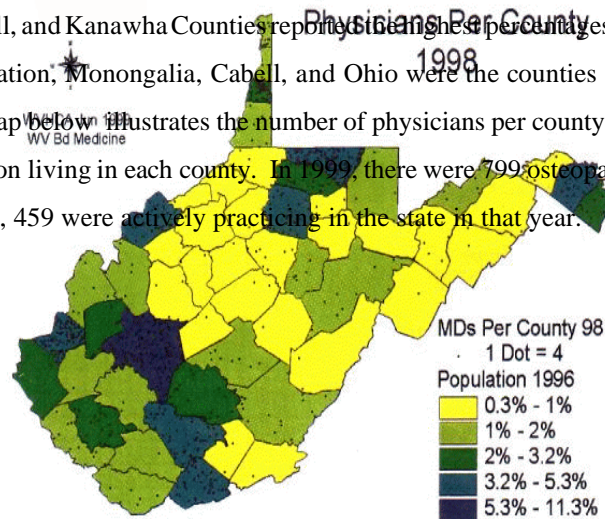 ll, and Kanawha Counties reported the highest percentages
Physicians Per County
1998
ation, Monongalia, Cabell, and Ohio were the counties
WVHCA Jun 1999
ap below illustrates the number of physicians per county
WV Bd Medicine
on living in each county. In 1999, there were 799 osteopa
, 459 were actively practicing in the state in that year.
MDs Per County 98
1 Dot = 4
Population 1996
0.3% - 1%
1% - 2%
2% - 3.2%
3.2% - 5.3%
5.3% - 11.3%